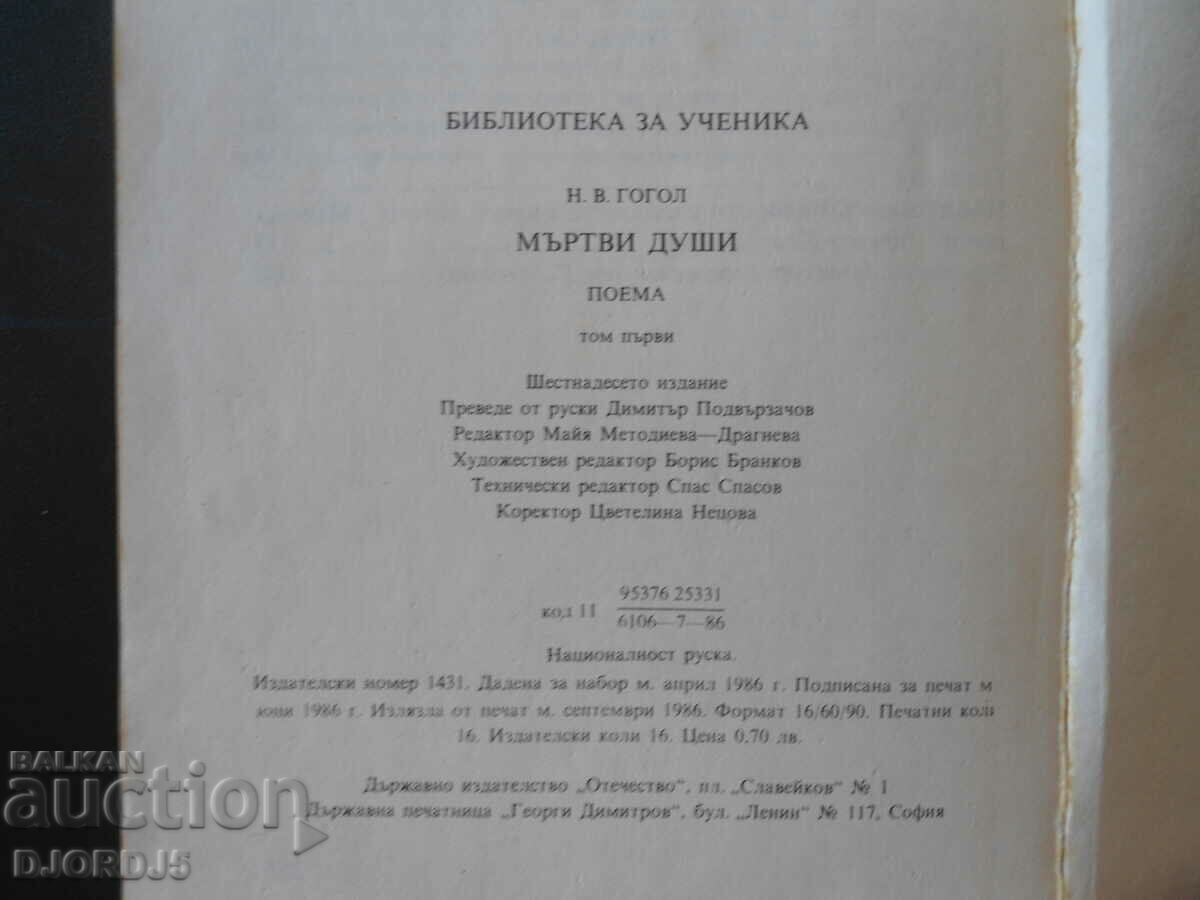 БИБЛИОТЕКА ЗА УЧЕНИКА
Н. В. ГОГОЛ
МЪРТВИ ДУШИ
ПОЕМА
том първи
Шестнадесето издание
Преведе от руски Димитър Подвързачов
Редактор Майя Методиева—Драгнева
Художествен редактор Борис Бранков
Технически редактор Спас Спасов
Коректор Цветелина Нецова
95376 25331
код 11
6106—7—86
Националност руска.
Издателски номер 1431. Дадена за набор м. април 1986 г. Подписана за печат м
юни 1986 г. Излязла от печат м. септември 1986. Формат 16/60/90. Печатни коли
16. Издателски коли 16. Цена 0.70 лв.
Държавно издателство „Отечество“, пл. „Славейков“ № 1
Държавна печатница „Георги Димитров“, бул. „Ленин“ № 117, София
BALKAN
auction
DJORDJ5